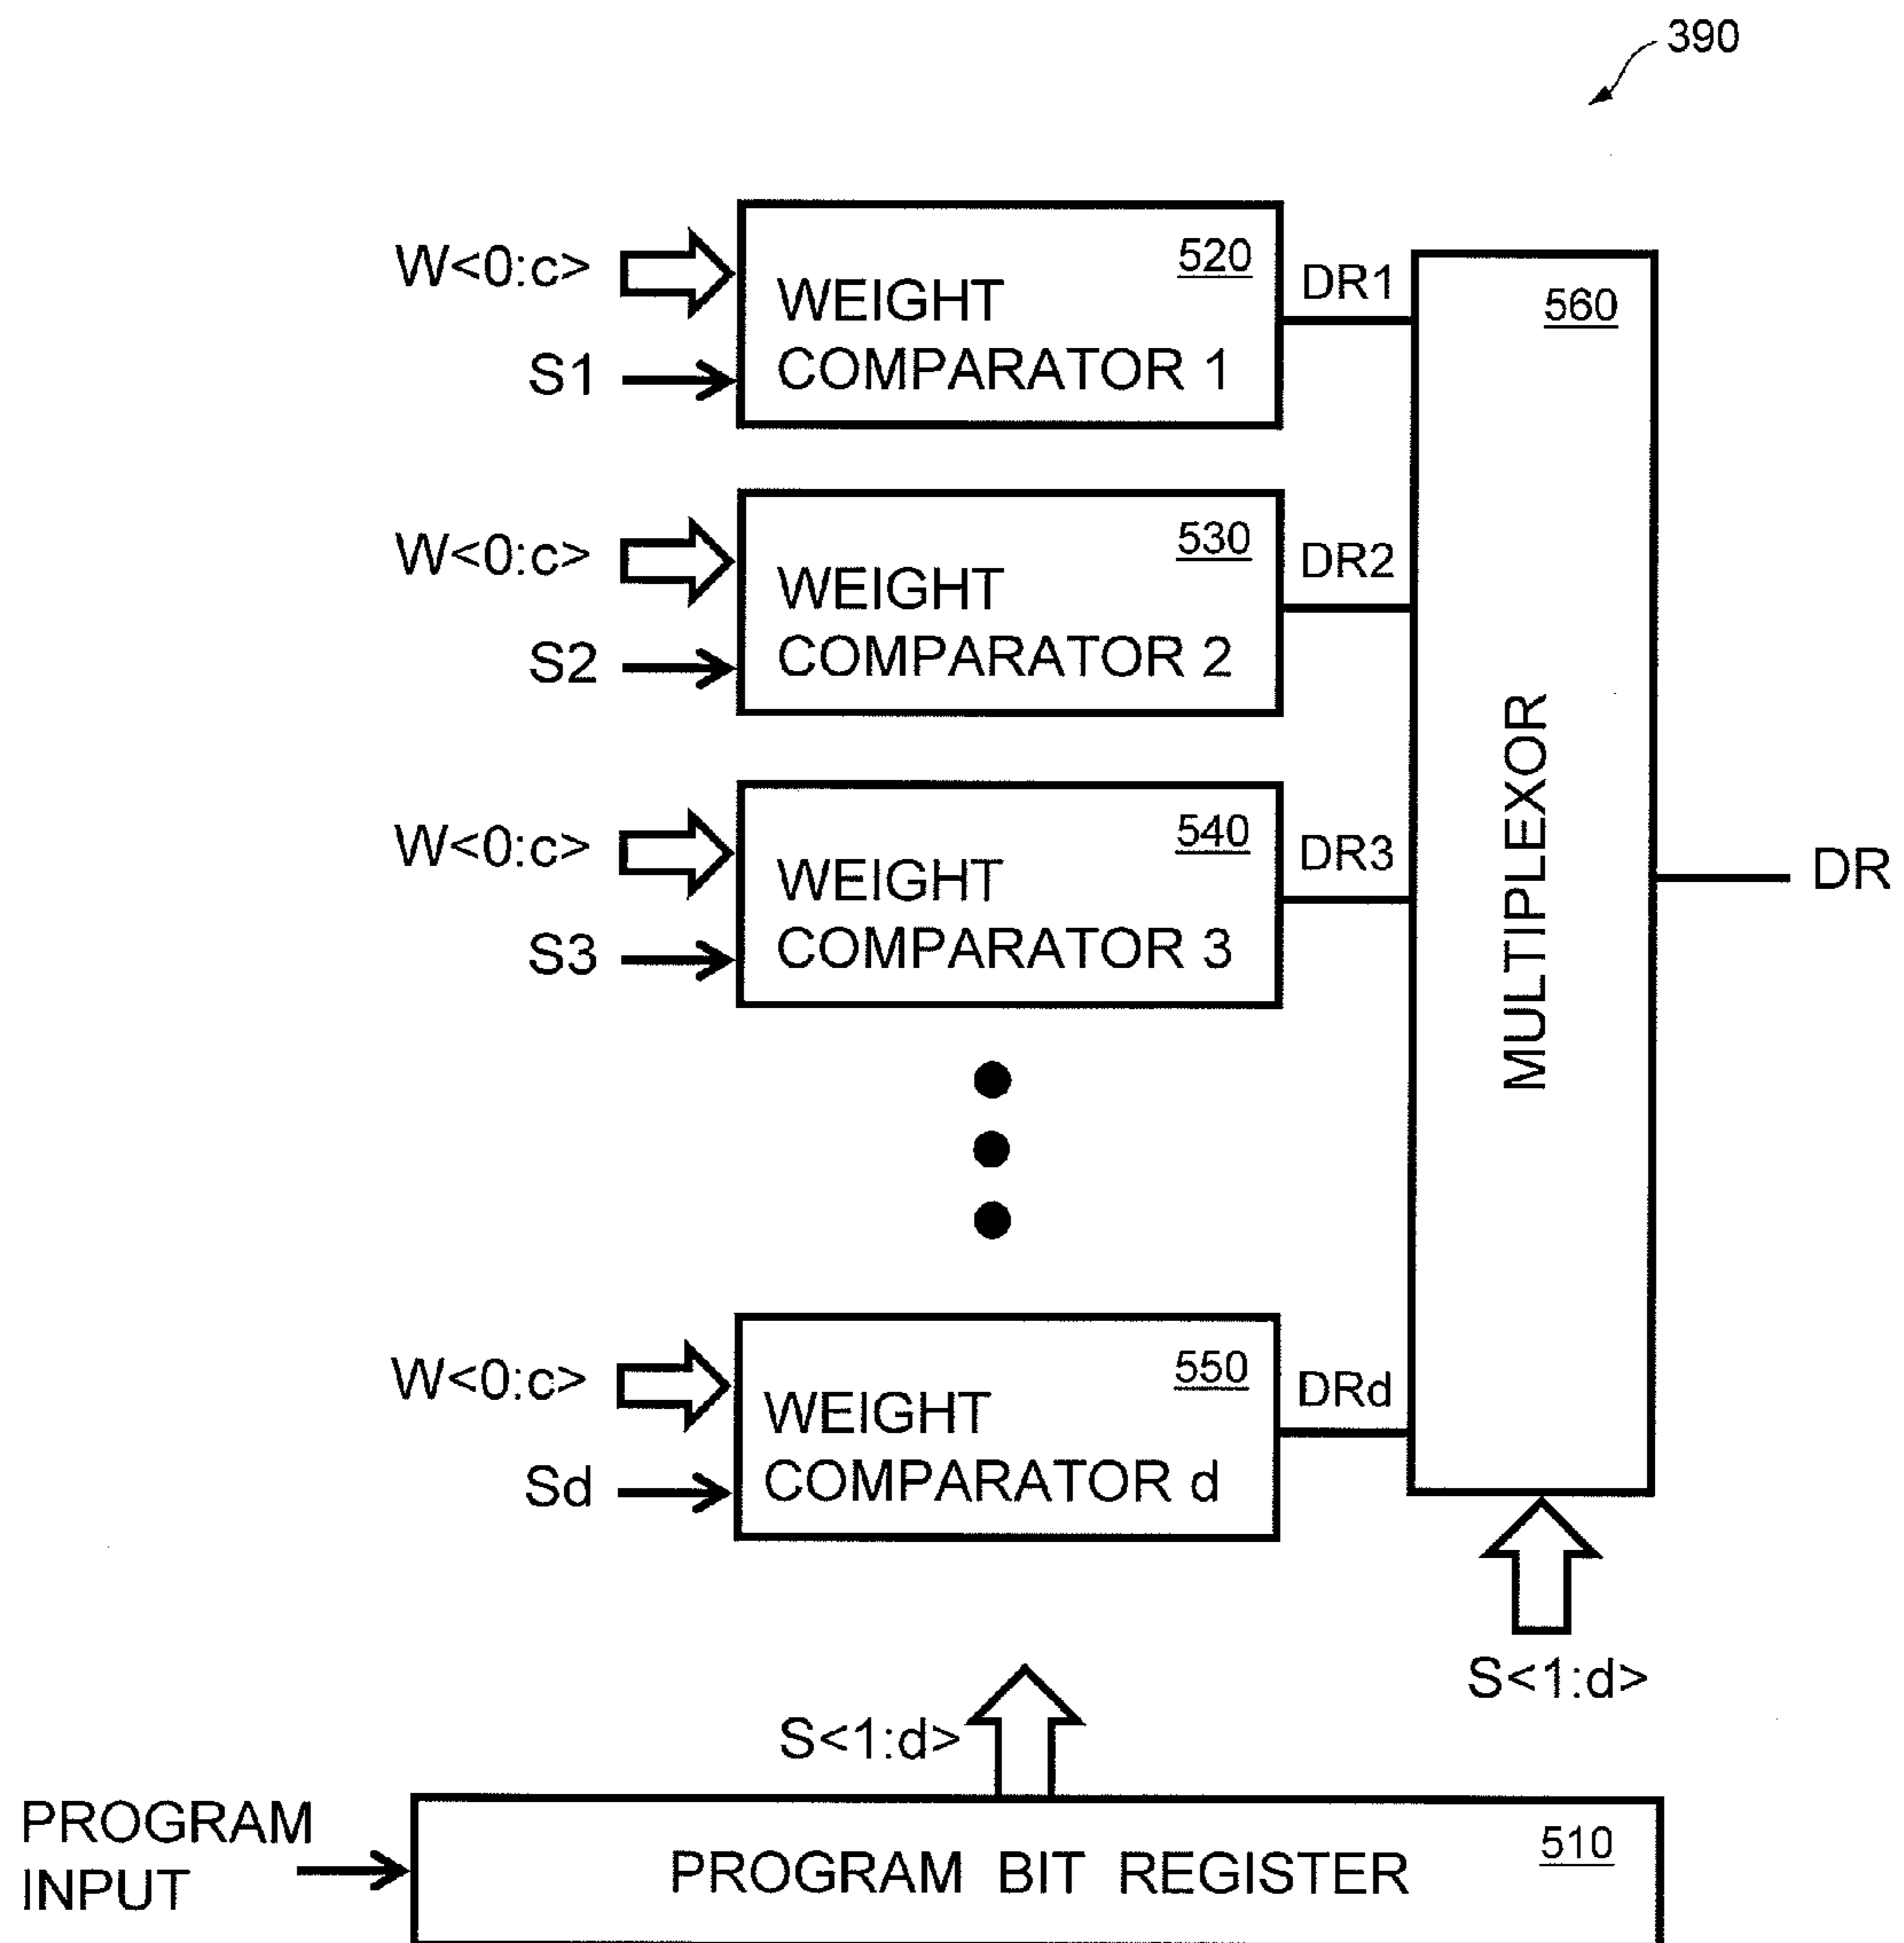 390
W<0:c>
S1
520
WEIGHT
COMPARATOR 1
DR1
560
W<0:c>
S2
530
WEIGHT
COMPARATOR 2
DR2
W<0:c>
S3
540
WEIGHT
COMPARATOR 3
DR3
MULTIPLEXOR
DR
W<0:c>
Sd
550
WEIGHT
COMPARATOR d
DRd
S<1:d>
S<1:d>
PROGRAM
INPUT
PROGRAM BIT REGISTER
510